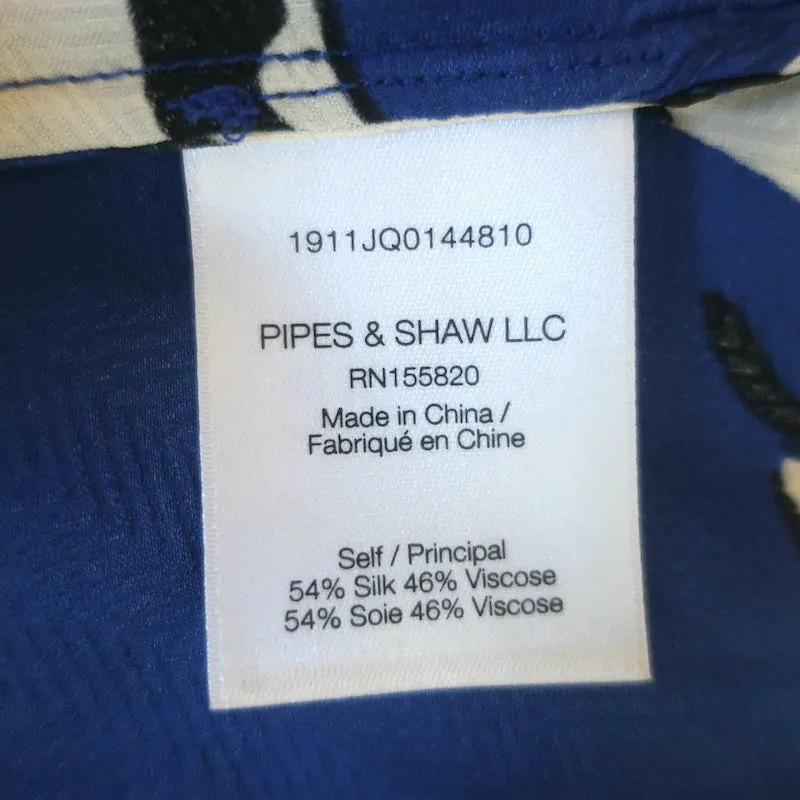 1911JQ0144810
PIPES & SHAW LLC
RN155820
Made in China /
Fabriqué en Chine
Self / Principal
54% Silk 46% Viscose
54% Soie 46% Viscose